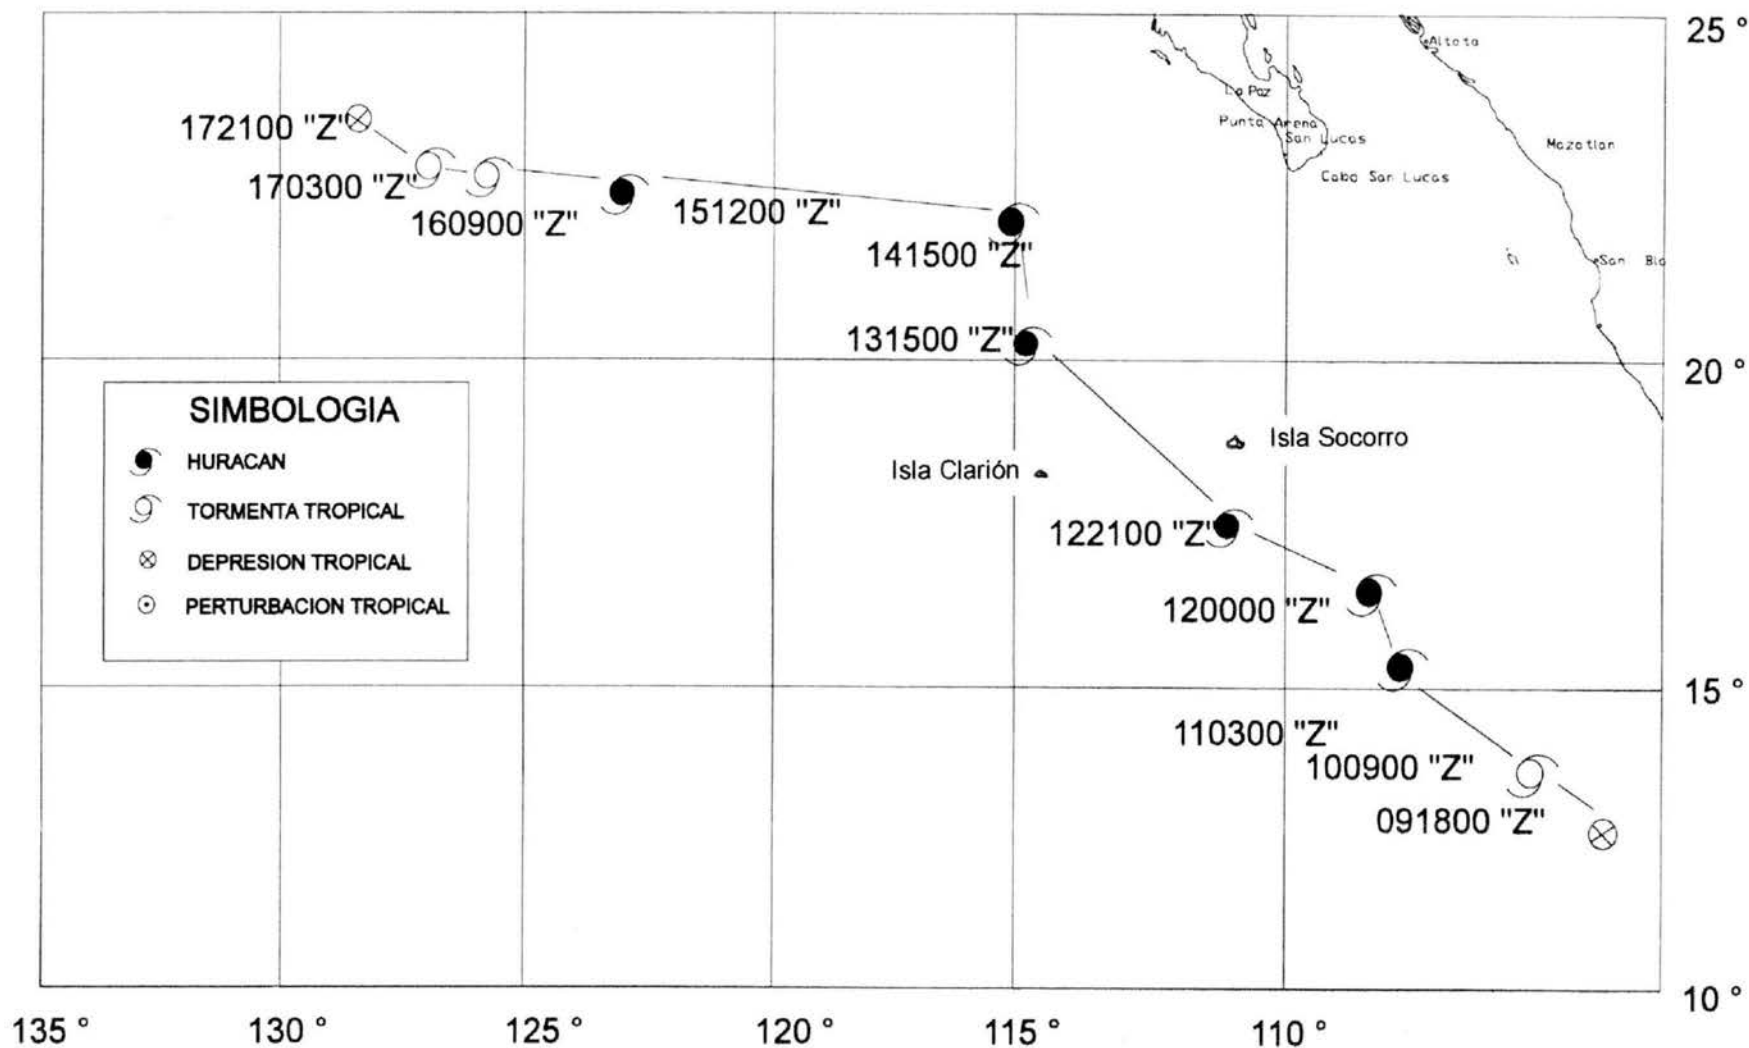 25 °
Altata
La Paz
172100 "Z"
Punta Arena
San Lucas
Mazatlan
Cabo San Lucas
170300 "Z"
160900 "Z"
151200 "Z"
141500 "Z"
San Bla
131500 "Z"
20 °
SIMBOLOGIA
HURACAN
TORMENTA TROPICAL
DEPRESION TROPICAL
PERTURBACION TROPICAL
Isla Socorro
Isla Clarión
122100 "Z"
120000 "Z"
15 °
110300 "Z"
100900 "Z"
091800 "Z"
10 °
135 ° 130 ° 125 ° 120 ° 115 ° 110 °